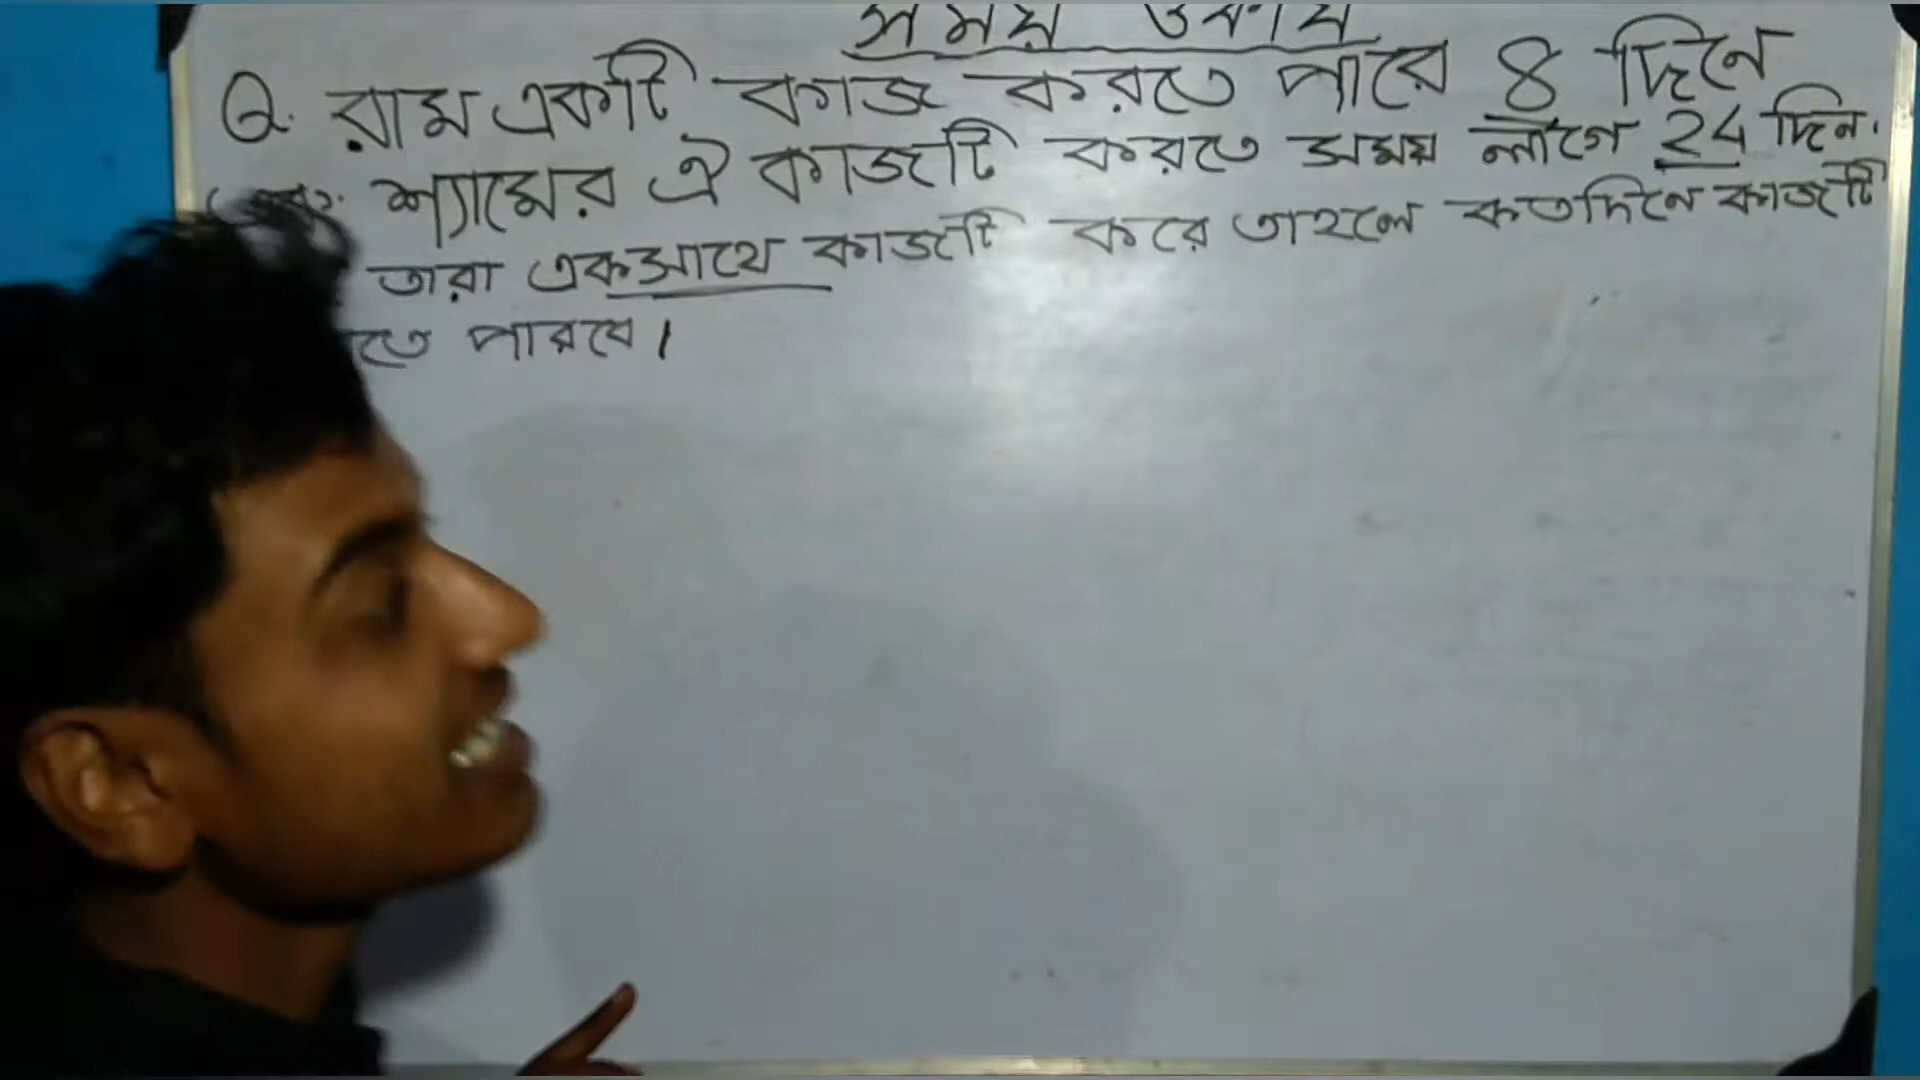 সময় ও কার্য
Q. রাম একটি কাজ করতে পারে 8 দিনে
শ্যামের ঐ কাজটি করতে সময় লাগে 24 দিন.
তারা একসাথে কাজটি করে তাহলে কতদিনে কাজটি
তে পারবে।